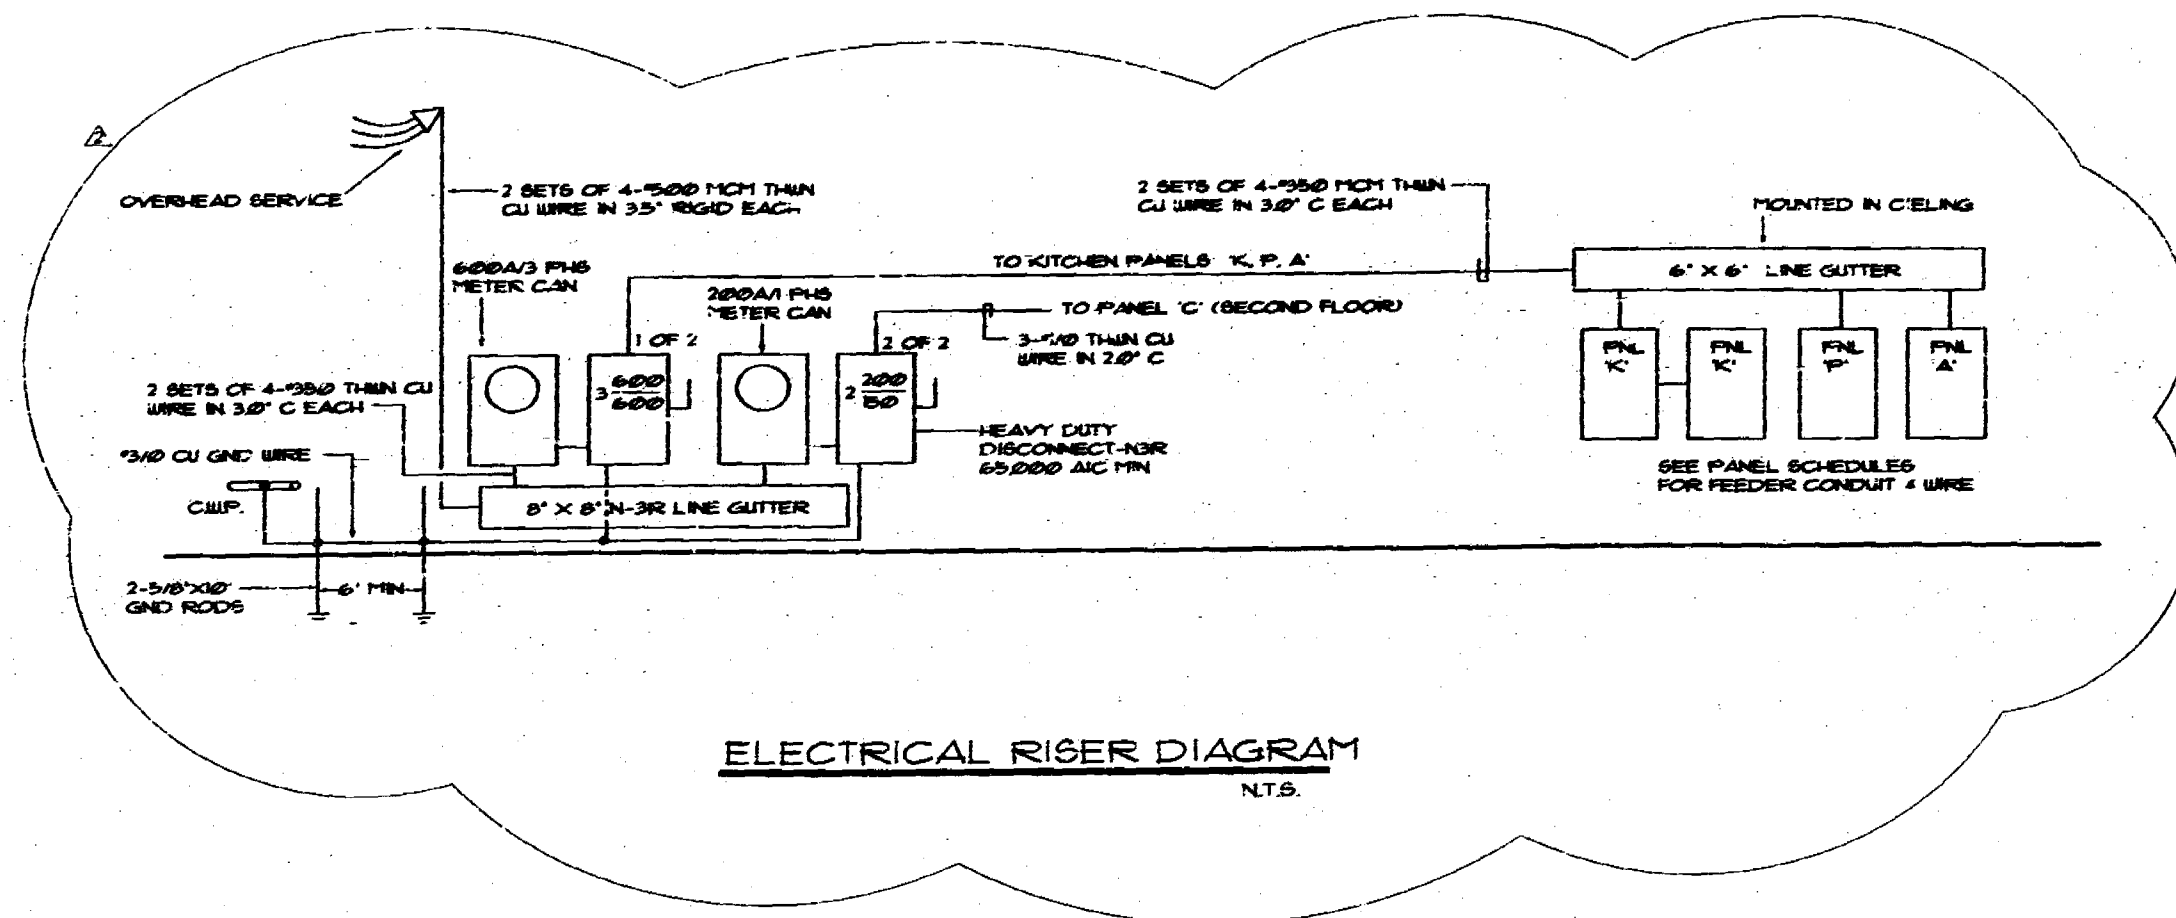 2
OVERHEAD SERVICE
2 SETS OF 4-#500 MCM THWN
CU WIRE IN 3.5" RIGID EACH
2 SETS OF 4-#350 MCM THWN
CU WIRE IN 3.0" C EACH
MOUNTED IN CIELING
600A/3 PHS
METER CAN
200A/1 PHS
METER CAN
TO KITCHEN PANELS 'K, P, A'
6" X 6" LINE GUTTER
TO PANEL 'C' (SECOND FLOOR)
1 OF 2
2 OF 2
3-#1/0 THWN CU
WIRE IN 2.0" C
PNL
'K'
PNL
'K'
PNL
'P'
PNL
'A'
2 SETS OF 4-#350 THWN CU
WIRE IN 3.0" C EACH
3 600
600
2 200
HEAVY DUTY
DISCONNECT-N3R
65,000 AIC MIN
#3/0 CU GND WIRE
C.W.P.
8" X 8" N-3R LINE GUTTER
SEE PANEL SCHEDULES
FOR FEEDER CONDUIT & WIRE
2-5/8"X10'
GND RODS
6' MIN
ELECTRICAL RISER DIAGRAM
N.T.S.